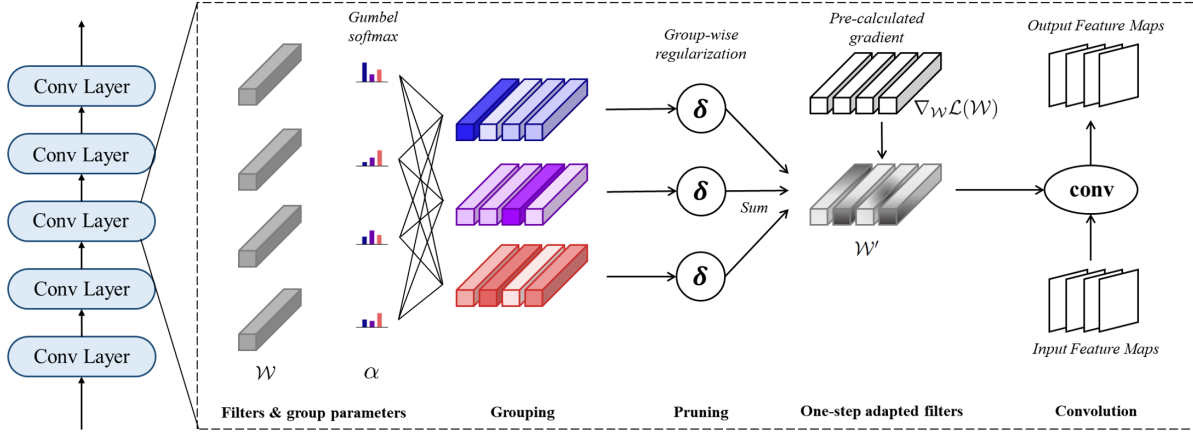 Conv Layer
Conv Layer
Conv Layer
Conv Layer
Conv Layer
Gumbel
softmax
𝒲
α
Filters & group parameters
Grouping
Group-wise
regularization
δ
δ
δ
Sum
Pruning
Pre-calculated
gradient
∇𝒲ℒ(𝒲)
𝒲′
One-step adapted filters
Output Feature Maps
conv
Input Feature Maps
Convolution